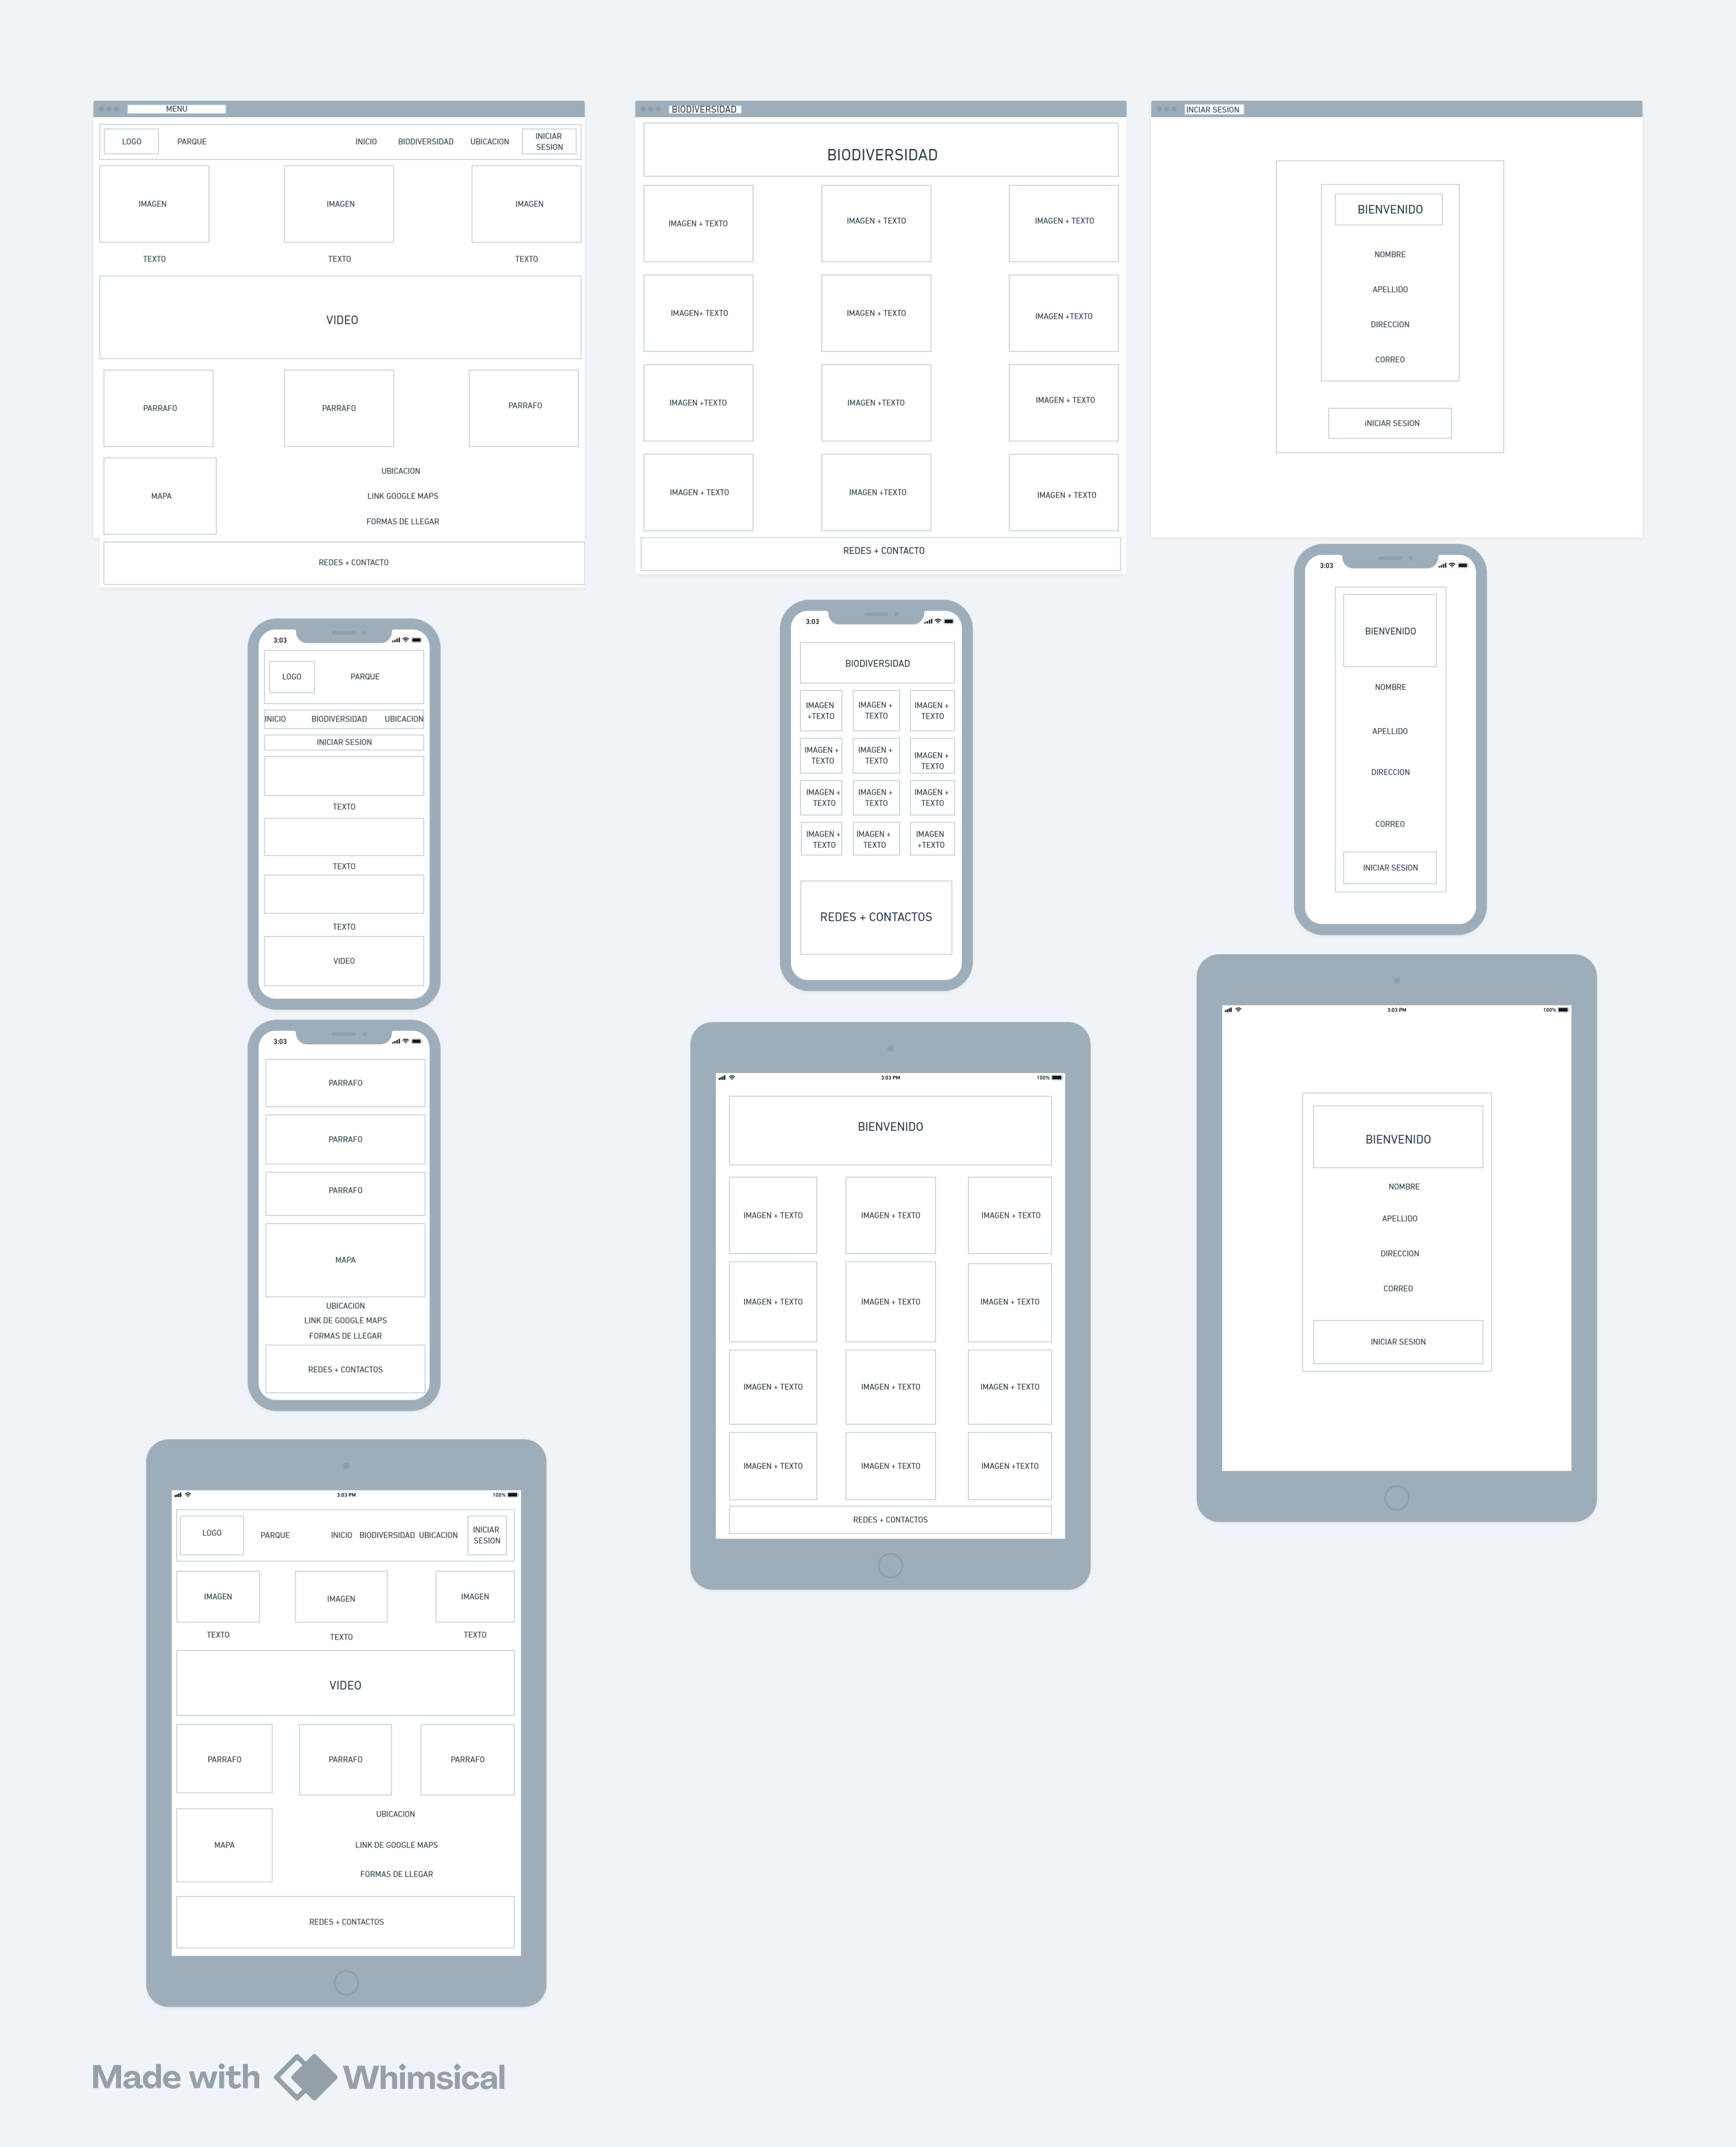 MENU
LOGO PARQUE INICIO BIODIVERSIDAD UBICACION INICIAR
SESION
IMAGEN IMAGEN IMAGEN
TEXTO TEXTO TEXTO
VIDEO
PARRAFO PARRAFO PARRAFO
MAPA
UBICACION
LINK GOOGLE MAPS
FORMAS DE LLEGAR
REDES + CONTACTO
BIODIVERSIDAD
BIODIVERSIDAD
IMAGEN + TEXTO IMAGEN + TEXTO IMAGEN + TEXTO
IMAGEN+ TEXTO IMAGEN + TEXTO IMAGEN +TEXTO
IMAGEN +TEXTO IMAGEN +TEXTO IMAGEN + TEXTO
IMAGEN + TEXTO IMAGEN +TEXTO IMAGEN + TEXTO
REDES + CONTACTO
INCIAR SESION
BIENVENIDO
NOMBRE
APELLIDO
DIRECCION
CORREO
iNICIAR SESION
3:03
LOGO PARQUE
INICIO BIODIVERSIDAD UBICACION
INICIAR SESION
TEXTO
TEXTO
TEXTO
VIDEO
3:03
BIODIVERSIDAD
IMAGEN
+TEXTO
IMAGEN +
TEXTO
IMAGEN +
TEXTO
IMAGEN +
TEXTO
IMAGEN +
TEXTO
IMAGEN +
TEXTO
IMAGEN +
TEXTO
IMAGEN +
TEXTO
IMAGEN +
TEXTO
IMAGEN +
TEXTO
IMAGEN +
TEXTO
IMAGEN
+TEXTO
REDES + CONTACTOS
3:03
BIENVENIDO
NOMBRE
APELLIDO
DIRECCION
CORREO
INICIAR SESION
3:03
PARRAFO
PARRAFO
PARRAFO
MAPA
UBICACION
LINK DE GOOGLE MAPS
FORMAS DE LLEGAR
REDES + CONTACTOS
3:03 PM 100%
BIENVENIDO
IMAGEN + TEXTO IMAGEN + TEXTO IMAGEN + TEXTO
IMAGEN + TEXTO IMAGEN + TEXTO IMAGEN + TEXTO
IMAGEN + TEXTO IMAGEN + TEXTO IMAGEN + TEXTO
IMAGEN + TEXTO IMAGEN + TEXTO IMAGEN +TEXTO
REDES + CONTACTOS
3:03 PM 100%
BIENVENIDO
NOMBRE
APELLIDO
DIRECCION
CORREO
INICIAR SESION
3:03 PM 100%
LOGO PARQUE INICIO BIODIVERSIDAD UBICACION INICIAR
SESION
IMAGEN IMAGEN IMAGEN
TEXTO TEXTO TEXTO
VIDEO
PARRAFO PARRAFO PARRAFO
MAPA
UBICACION
LINK DE GOOGLE MAPS
FORMAS DE LLEGAR
REDES + CONTACTOS
Made with Whimsical